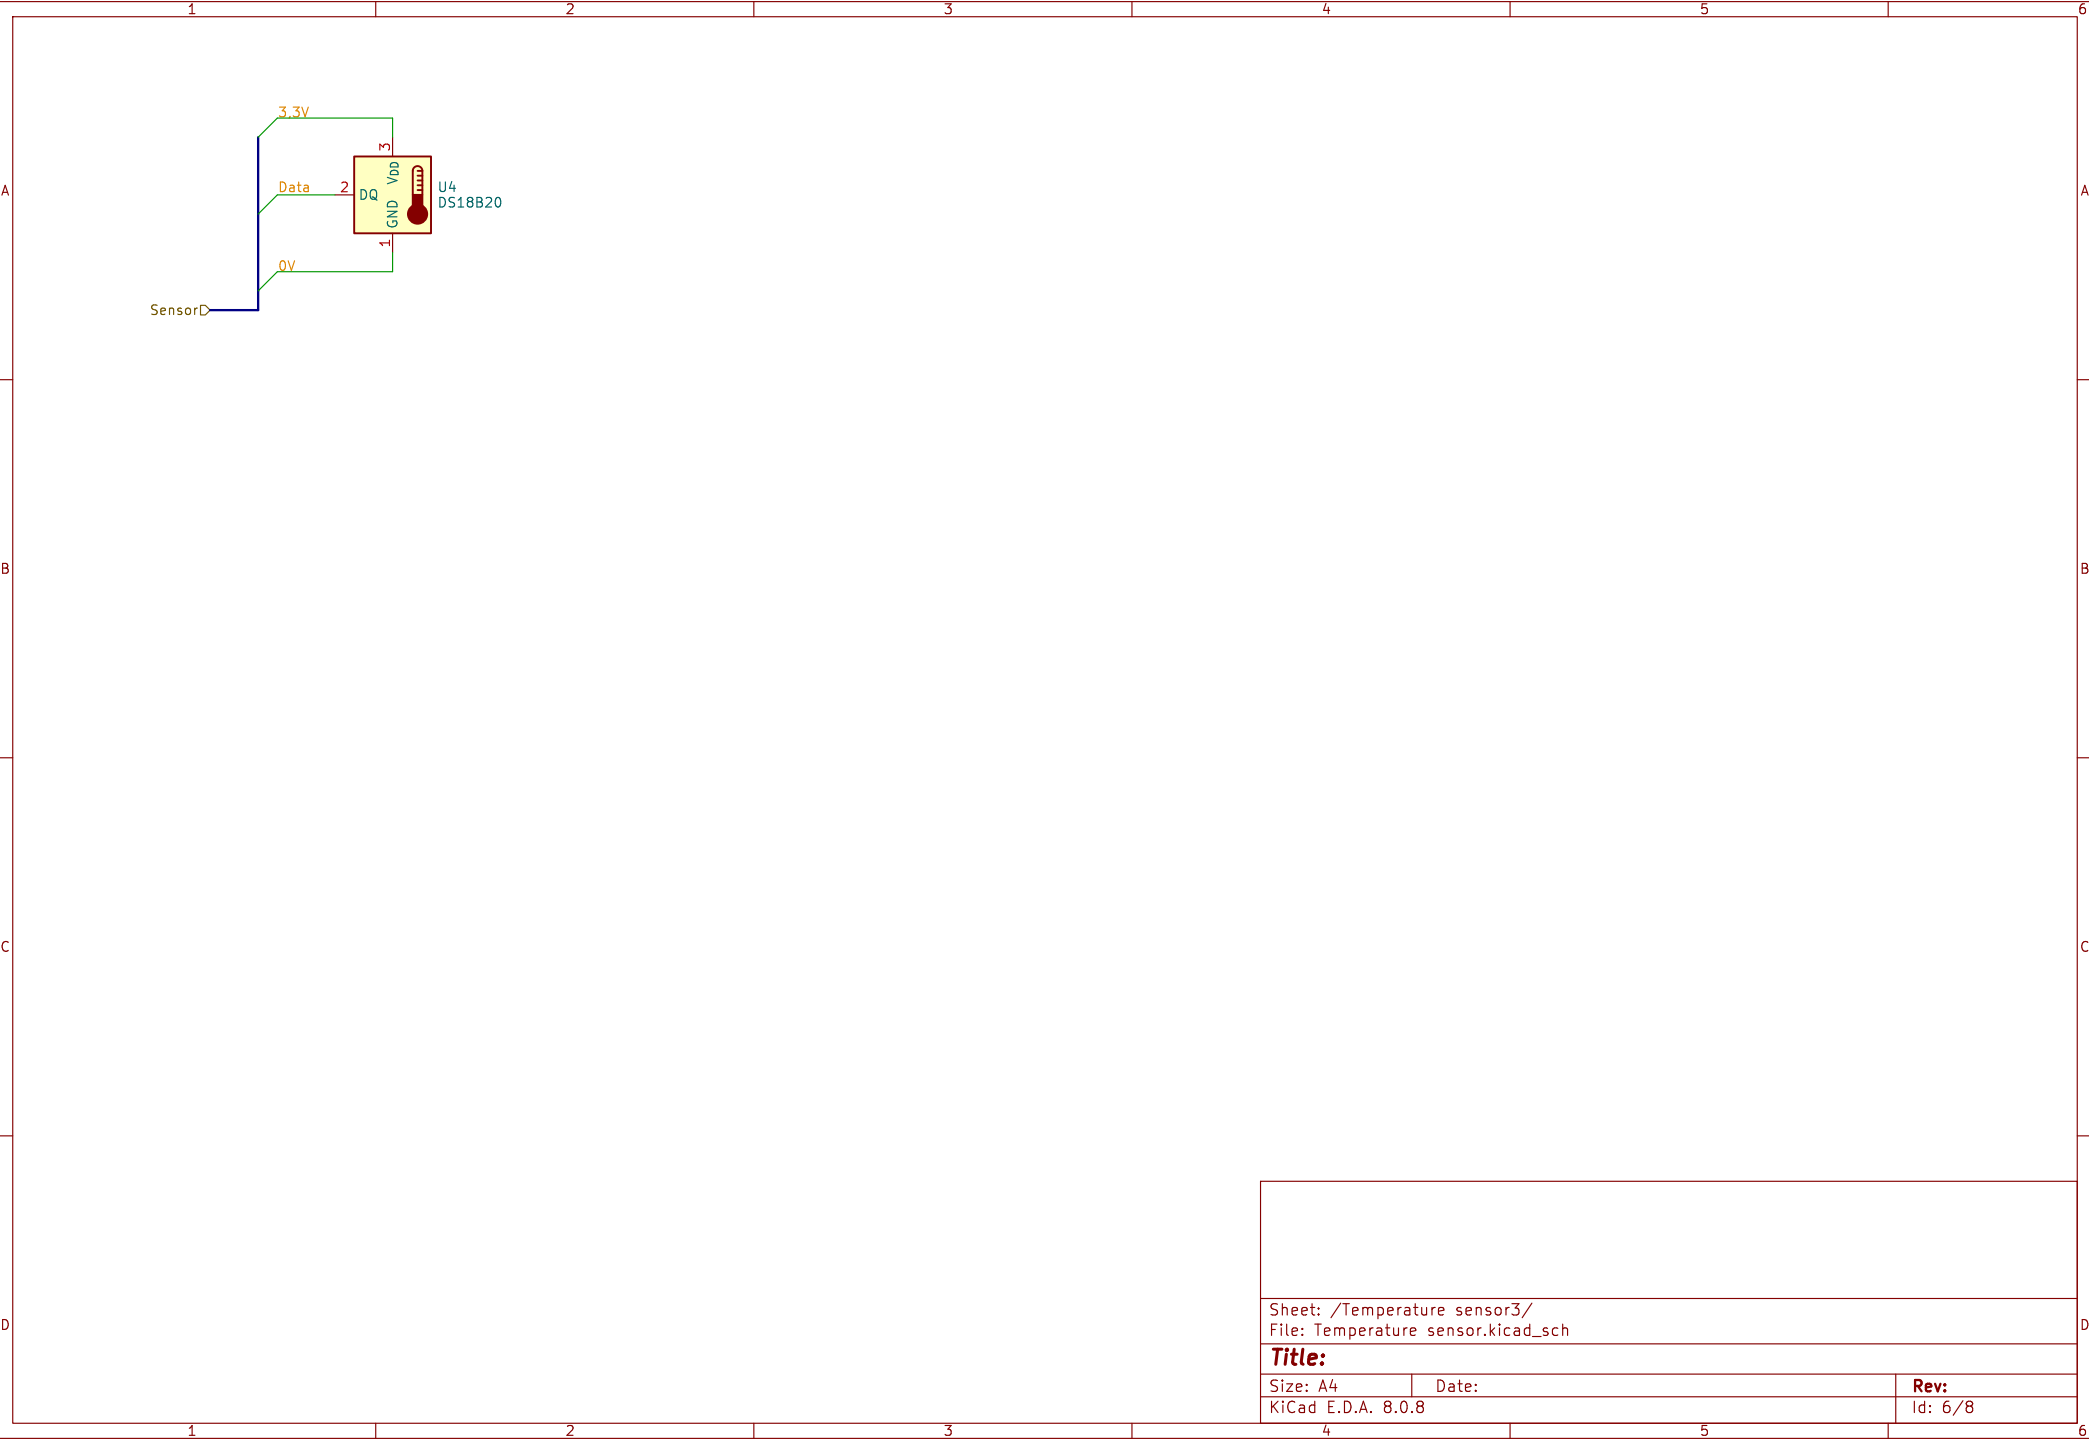 1 2 3 4 5 6
3.3V
3
VDD
A A
Data 2 DQ U4
DS18B20
GND
1
0V
Sensor
B B
C C
Sheet: /Temperature sensor3/
D D
File: Temperature sensor.kicad_sch
Title:
Size: A4 Date: Rev:
KiCad E.D.A. 8.0.8 Id: 6/8
1 2 3 4 5 6